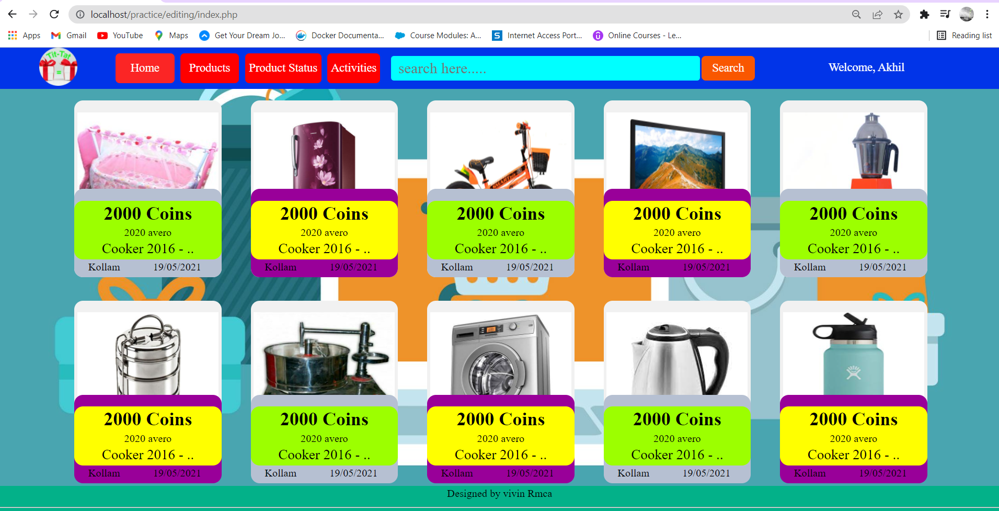 localhost/practice/editing/index.php
Apps Gmail YouTube Maps Get Your Dream Jo... Docker Documenta... Course Modules: A... Internet Access Port... Online Courses - Le... Reading list
Tit-Tat
=
Home Products Product Status Activities search here..... Search Welcome, Akhil
2000 Coins 2000 Coins 2000 Coins 2000 Coins 2000 Coins
2020 avero 2020 avero 2020 avero 2020 avero 2020 avero
Cooker 2016 - .. Cooker 2016 - .. Cooker 2016 - .. Cooker 2016 - .. Cooker 2016 - ..
Kollam 19/05/2021 Kollam 19/05/2021 Kollam 19/05/2021 Kollam 19/05/2021 Kollam 19/05/2021
2000 Coins 2000 Coins 2000 Coins 2000 Coins 2000 Coins
2020 avero 2020 avero 2020 avero 2020 avero 2020 avero
Cooker 2016 - .. Cooker 2016 - .. Cooker 2016 - .. Cooker 2016 - .. Cooker 2016 - ..
Kollam 19/05/2021 Kollam 19/05/2021 Kollam 19/05/2021 Kollam 19/05/2021 Kollam 19/05/2021
Designed by vivin Rmca